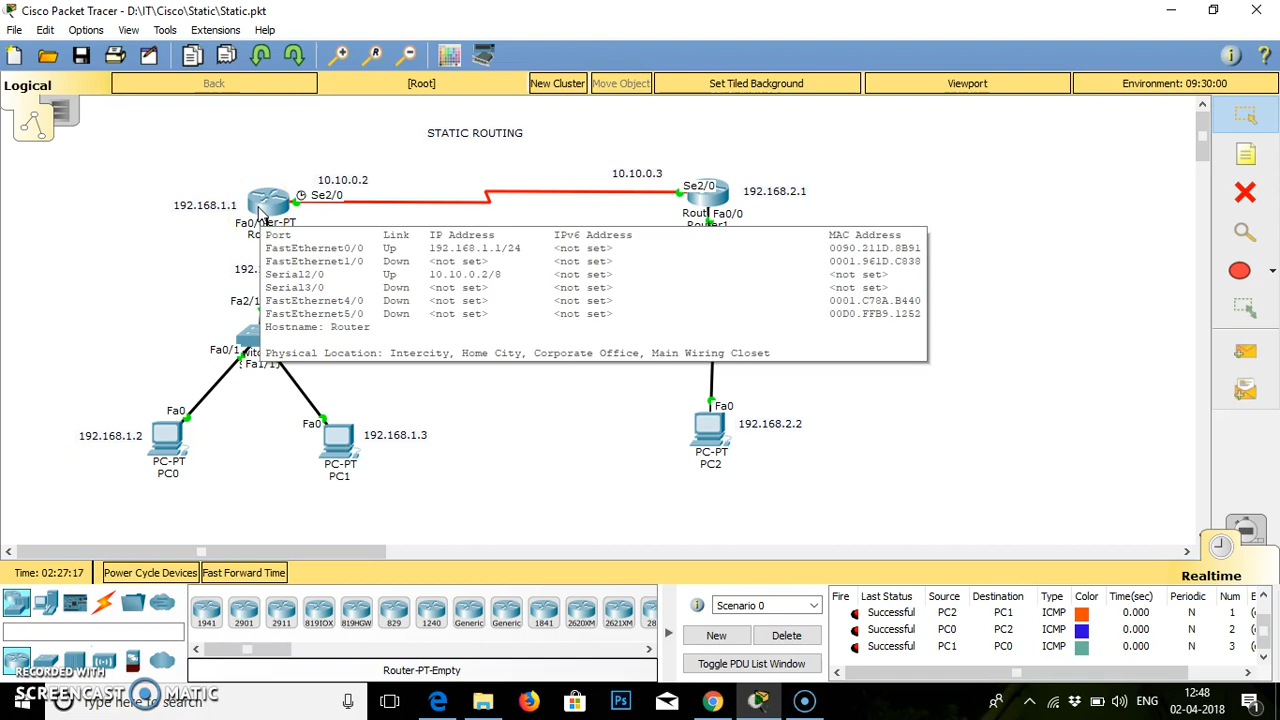 Cisco Packet Tracer - D:\IT\Cisco\Static\Static.pkt
File Edit Options View Tools Extensions Help
Logical
Back
[Root]
New Cluster
Move Object
Set Tiled Background
Viewport
Environment: 09:30:00
STATIC ROUTING
10.10.0.2
10.10.0.3
Se2/0
Se2/0
192.168.1.1
192.168.2.1
Fa0/0
Port Link IP Address IPv6 Address MAC Address
FastEthernet0/0 Up 192.168.1.1/24 <not set> 0090.211D.8B91
FastEthernet1/0 Down <not set> <not set> 0001.961D.C838
Serial2/0 Up 10.10.0.2/8 <not set> <not set>
Serial3/0 Down <not set> <not set> <not set>
FastEthernet4/0 Down <not set> <not set> 0001.C78A.B440
FastEthernet5/0 Down <not set> <not set> 00D0.FFB9.1252
Hostname: Router
Physical Location: Intercity, Home City, Corporate Office, Main Wiring Closet
Fa0/1
Fa1/1
Fa0
Fa0
Fa0
192.168.1.2
192.168.1.3
192.168.2.2
PC-PT
PC0
PC-PT
PC1
PC-PT
PC2
Time: 02:27:17
Power Cycle Devices
Fast Forward Time
Realtime
1941 2901 2911 819IOX 819HGW 829 1240 Generic Generic 1841 2620XM 2621XM
Router-PT-Empty
Scenario 0
New
Delete
Toggle PDU List Window
Fire Last Status Source Destination Type Color Time(sec) Periodic Num
Successful PC2 PC1 ICMP 0.000 N 1
Successful PC0 PC2 ICMP 0.000 N 2
Successful PC1 PC0 ICMP 0.000 N 3
RECORDED WITH
SCREENCAST MATIC
Type here to search
ENG
12:48
02-04-2018